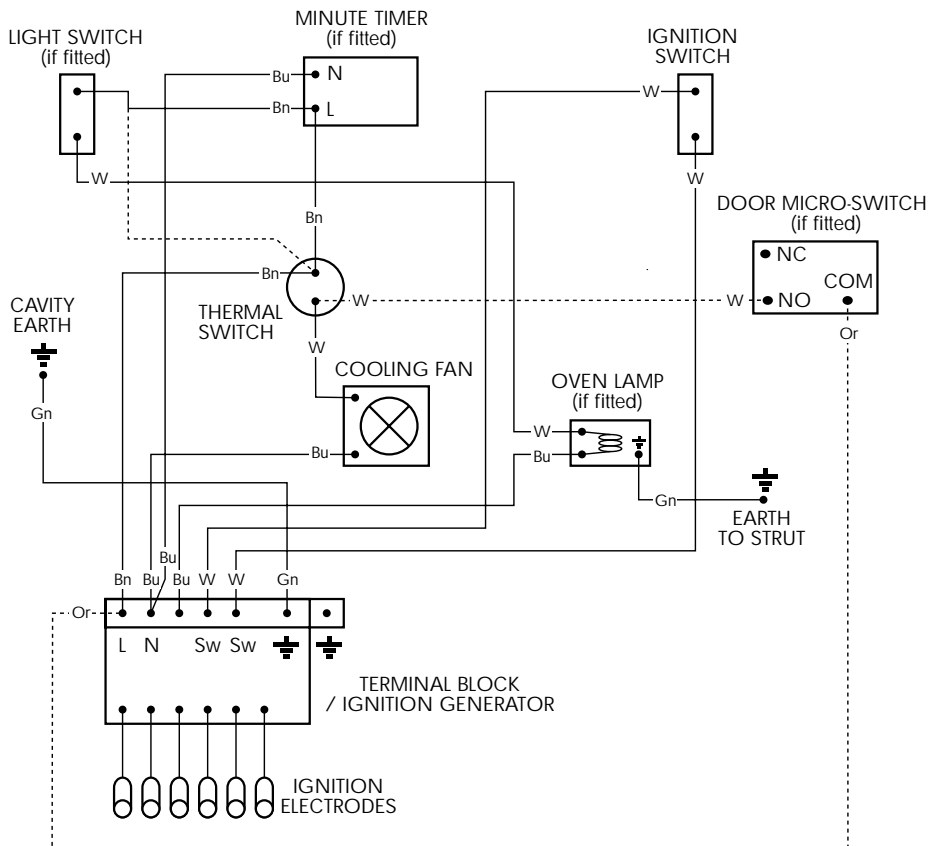 MINUTE TIMER
(if fitted)
LIGHT SWITCH
(if fitted)
IGNITION
SWITCH
Bu
N
Bn
L
W
W
W
DOOR MICRO-SWITCH
(if fitted)
Bn
NC
COM
Bn
THERMAL
SWITCH
W
W
NO
Or
CAVITY
EARTH
W
COOLING FAN
OVEN LAMP
(if fitted)
Gn
W
Bu
Bu
Gn
EARTH
TO STRUT
Bu
Bn
Bu
Bu
W
W
Gn
Or
L
N
Sw
Sw
TERMINAL BLOCK
/ IGNITION GENERATOR
IGNITION
ELECTRODES